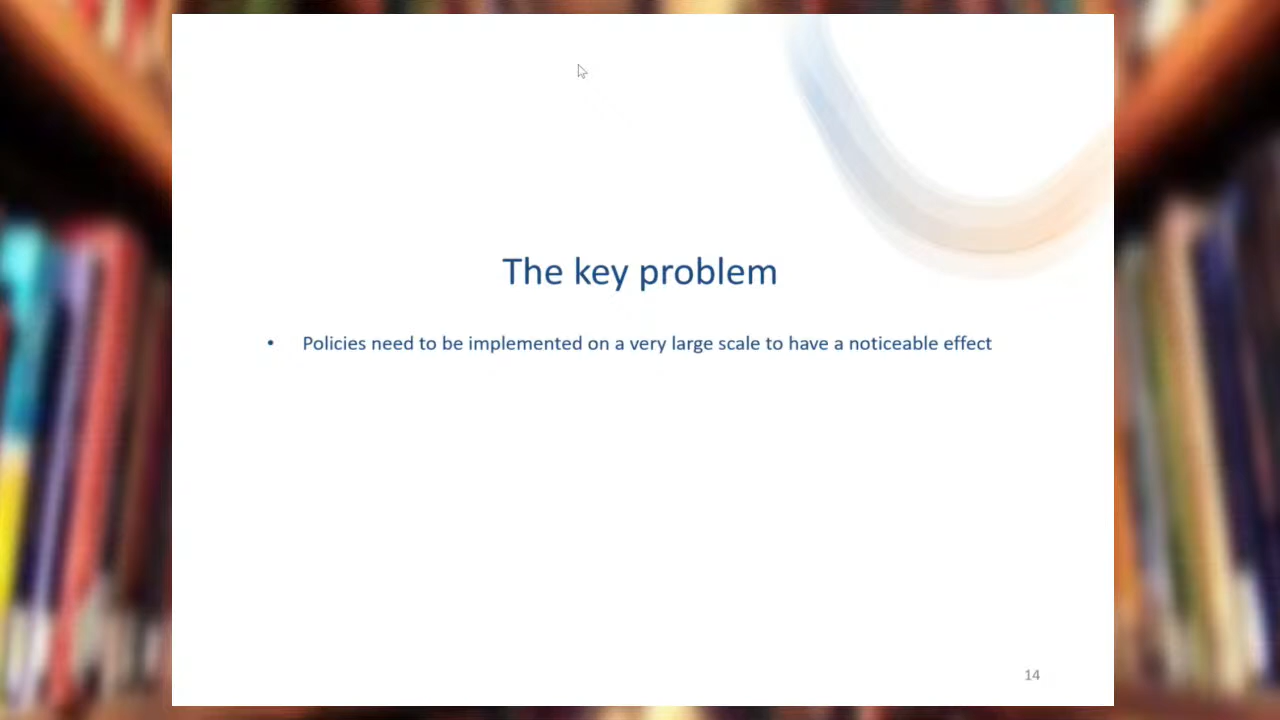 The key problem
• Policies need to be implemented on a very large scale to have a noticeable effect
14